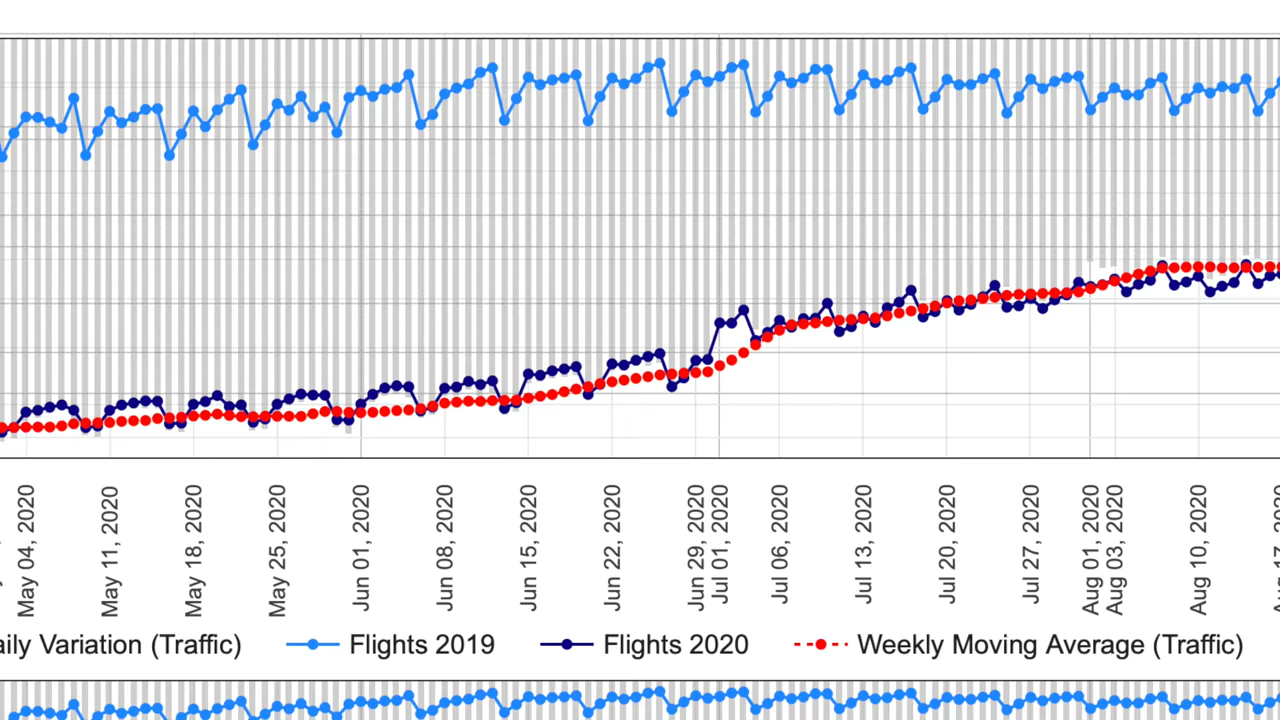 May 04, 2020
May 11, 2020
May 18, 2020
May 25, 2020
Jun 01, 2020
Jun 08, 2020
Jun 15, 2020
Jun 22, 2020
Jun 29, 2020
Jul 01, 2020
Jul 06, 2020
Jul 13, 2020
Jul 20, 2020
Jul 27, 2020
Aug 01, 2020
Aug 03, 2020
Aug 10, 2020
aily Variation (Traffic) Flights 2019 Flights 2020 Weekly Moving Average (Traffic)